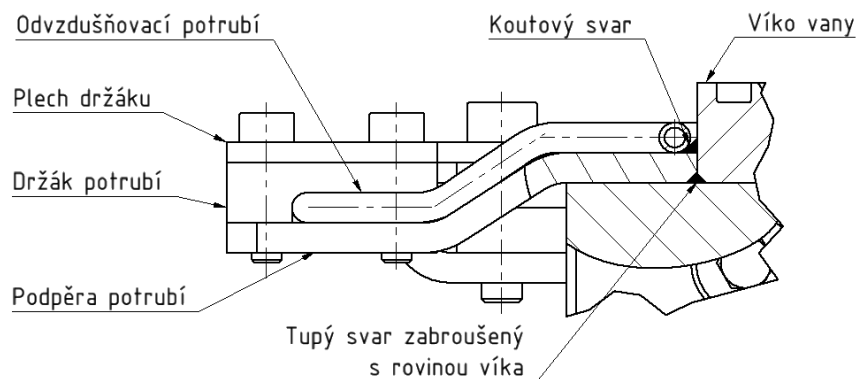 Odvzdušňovací potrubí
Koutový svar
Víko vany
Plech držáku
Držák potrubí
Podpěra potrubí
Tupý svar zabroušený
s rovinou víka